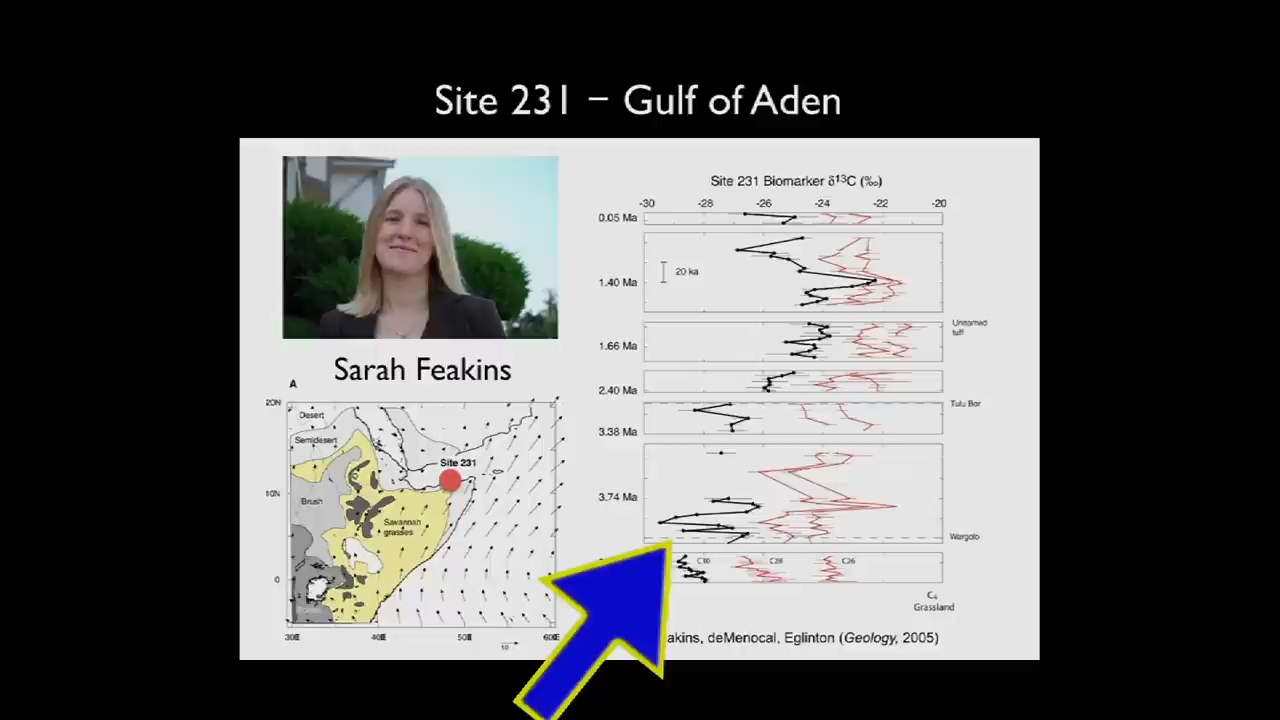 Site 231 – Gulf of Aden
Sarah Feakins
A
20N
10N
0
30E
40E
50E
60E
10
Desert
Semidesert
Brush
Savannah
grasses
Site 231
Site 231 Biomarker δ¹³C (‰)
-30 -28 -26 -24 -22 -20
0.05 Ma
20 ka
1.40 Ma
Unnamed
tuff
1.66 Ma
2.40 Ma
Tulu Bor
3.38 Ma
3.74 Ma
Wargolo
C30 C28 C26
C₄
Grassland
akins, deMenocal, Eglinton (Geology, 2005)